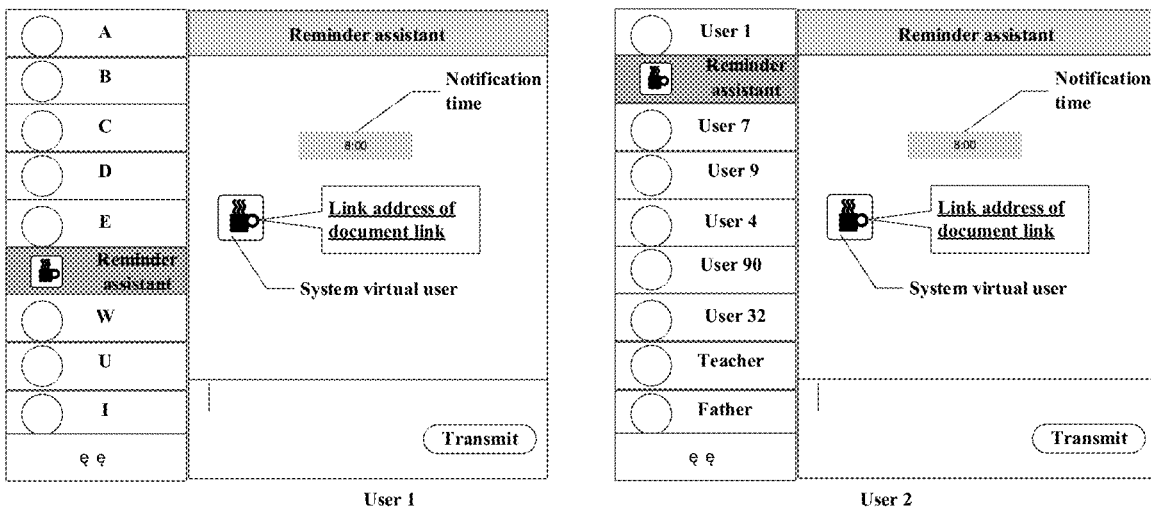 A
B
C
D
E
Reminder
assistant
W
U
I
ę ę
Reminder assistant
Notification
time
8:00
Link address of
document link
System virtual user
Transmit
User 1
User 1
Reminder
assistant
User 7
User 9
User 4
User 90
User 32
Teacher
Father
ę ę
Reminder assistant
Notification
time
8:00
Link address of
document link
System virtual user
Transmit
User 2